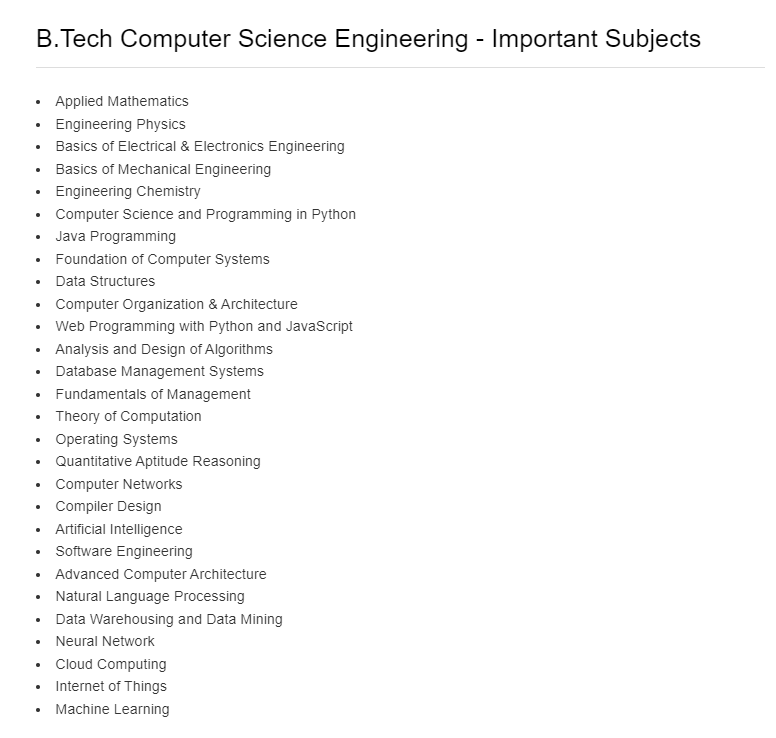 B.Tech Computer Science Engineering - Important Subjects
• Applied Mathematics
• Engineering Physics
• Basics of Electrical & Electronics Engineering
• Basics of Mechanical Engineering
• Engineering Chemistry
• Computer Science and Programming in Python
• Java Programming
• Foundation of Computer Systems
• Data Structures
• Computer Organization & Architecture
• Web Programming with Python and JavaScript
• Analysis and Design of Algorithms
• Database Management Systems
• Fundamentals of Management
• Theory of Computation
• Operating Systems
• Quantitative Aptitude Reasoning
• Computer Networks
• Compiler Design
• Artificial Intelligence
• Software Engineering
• Advanced Computer Architecture
• Natural Language Processing
• Data Warehousing and Data Mining
• Neural Network
• Cloud Computing
• Internet of Things
• Machine Learning